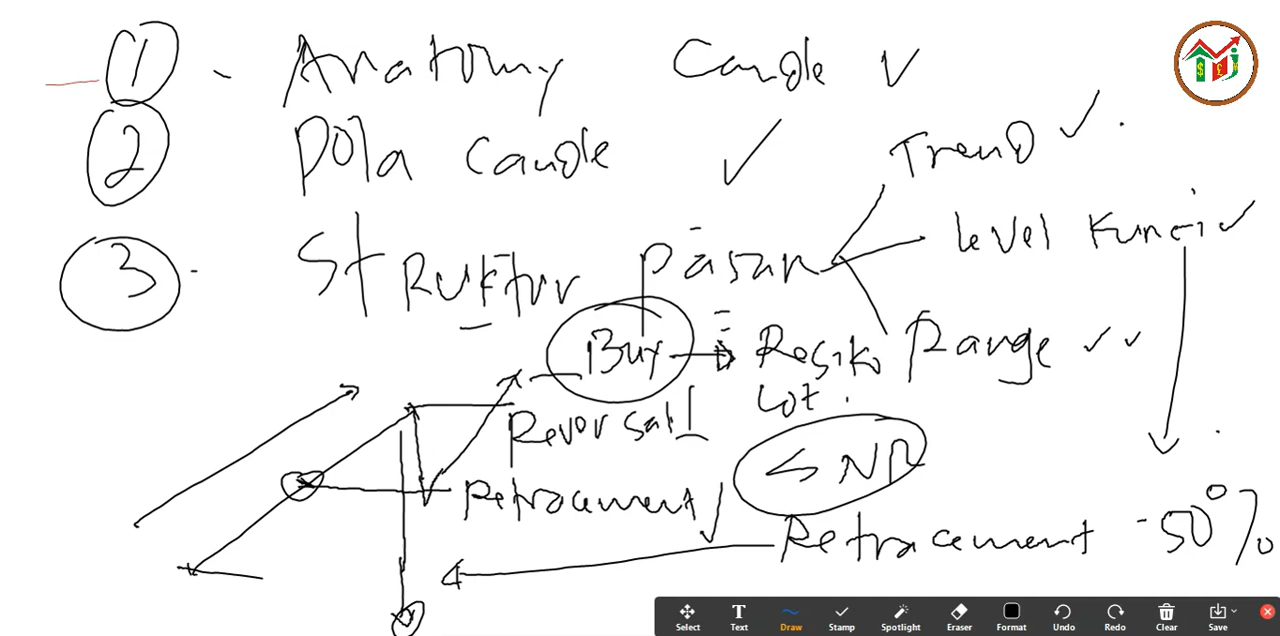 1. Anatomy Candle
2 Pola Candle
Trend
3. Struktur Pasar
level Kunci
Range
Buy
Resiko
Lot.
Reversal
SNR
Retracement
Retracement 50%
Select Text Draw Stamp Spotlight Eraser Format Undo Redo Clear Save